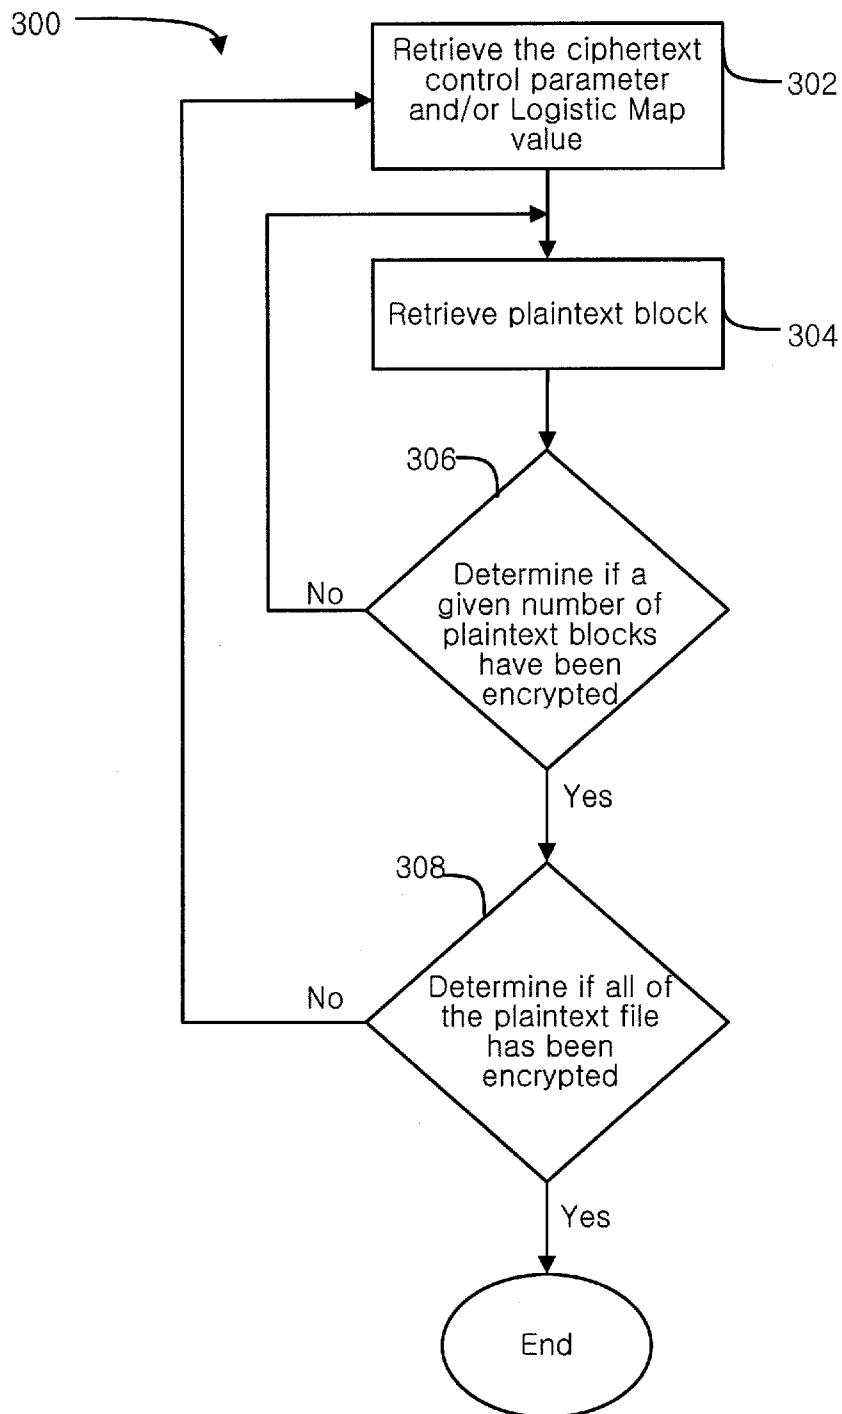 300
Retrieve the ciphertext
control parameter
and/or Logistic Map
value
302
Retrieve plaintext block
304
306
Determine if a
given number of
plaintext blocks
have been
encrypted
No
Yes
308
Determine if all of
the plaintext file
has been
encrypted
No
Yes
End